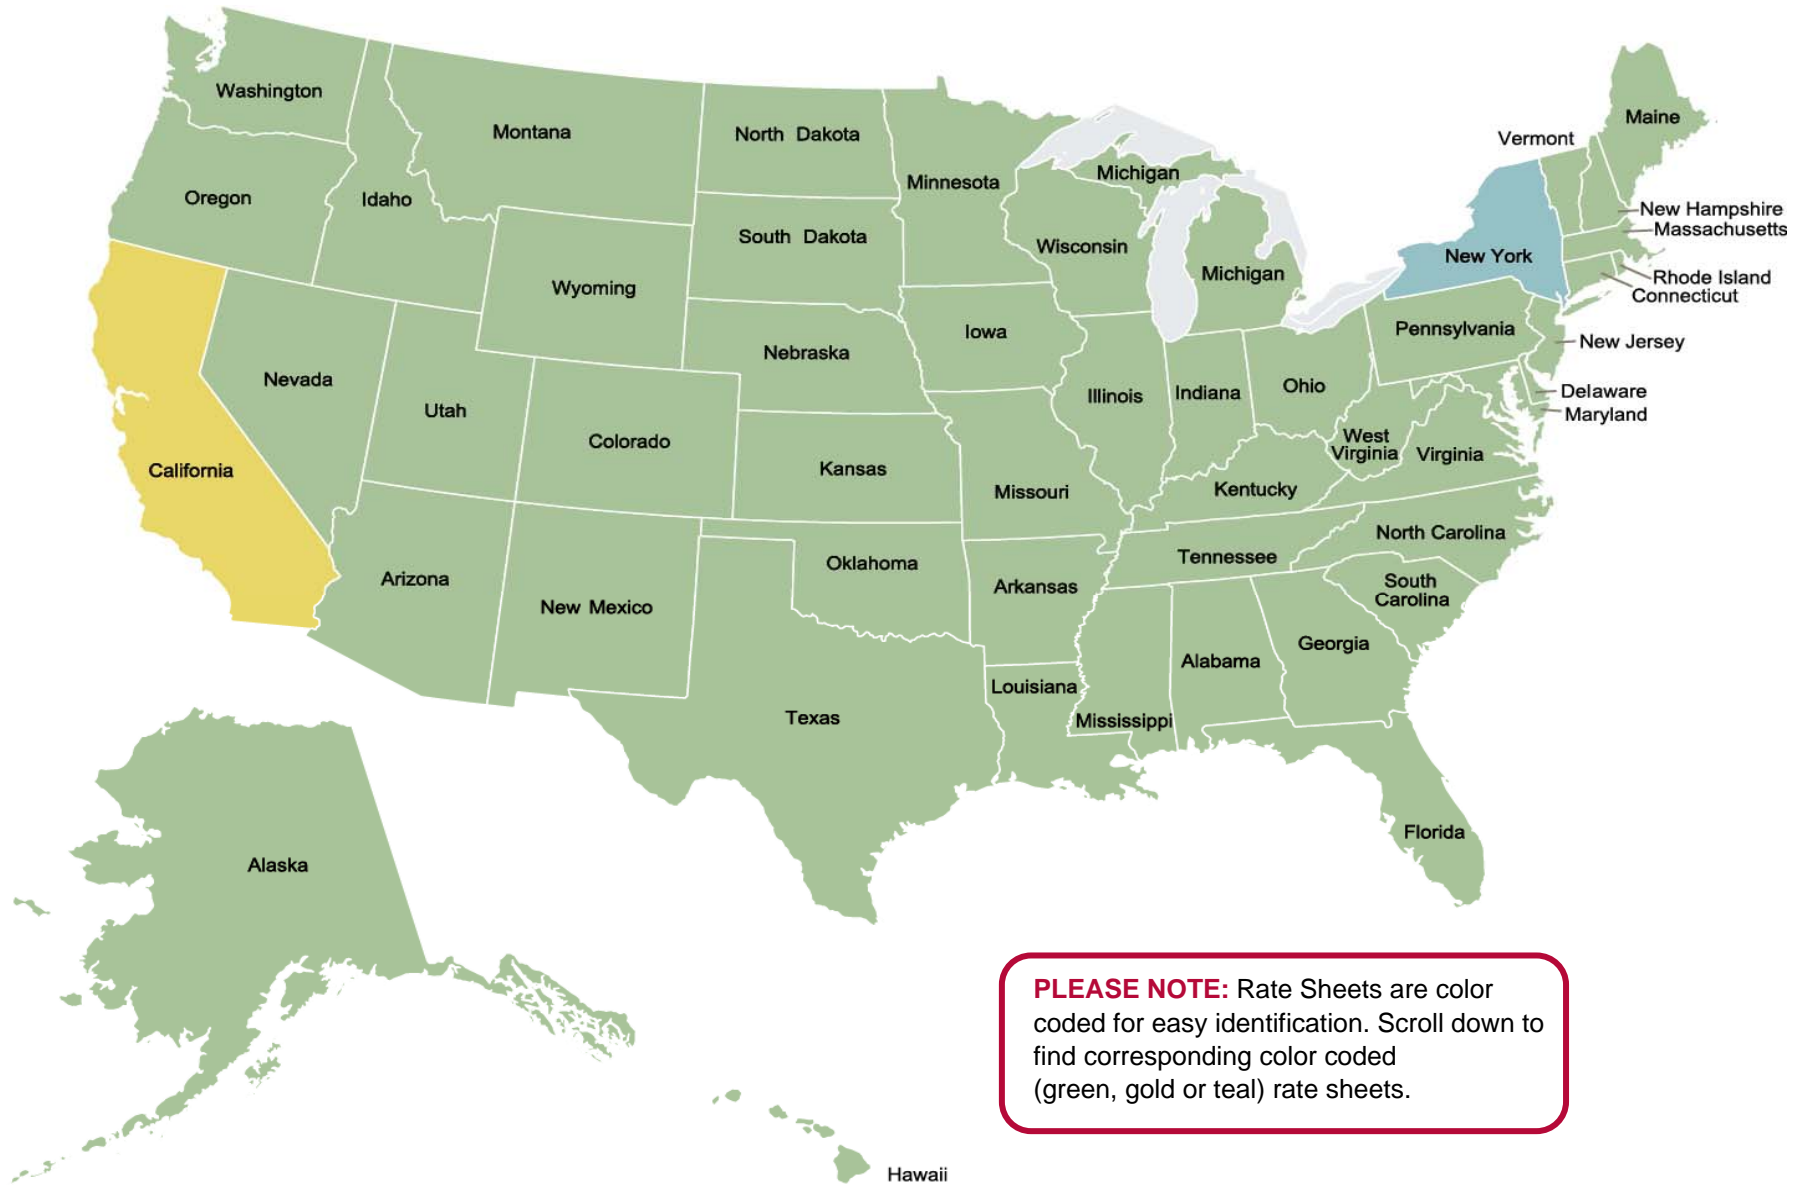 Washington
Montana
North Dakota
Minnesota
Michigan
Vermont
Maine
Oregon
Idaho
South Dakota
Wisconsin
Michigan
New York
New Hampshire
Massachusetts
Rhode Island
Connecticut
Wyoming
Iowa
Pennsylvania
New Jersey
Nebraska
Nevada
Utah
Illinois
Indiana
Ohio
Delaware
Maryland
California
Colorado
Kansas
Missouri
West
Virginia
Virginia
Kentucky
North Carolina
Tennessee
Oklahoma
Arkansas
South
Carolina
Arizona
New Mexico
Georgia
Alabama
Louisiana
Mississippi
Texas
Florida
Alaska
Hawaii
PLEASE NOTE: Rate Sheets are color
coded for easy identification. Scroll down to
find corresponding color coded
(green, gold or teal) rate sheets.